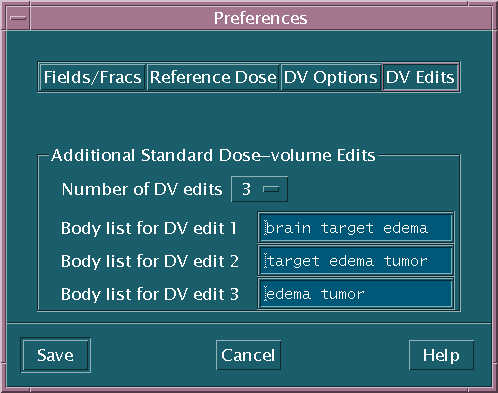 Preferences
Fields/Fracs Reference Dose DV Options DV Edits
Additional Standard Dose-volume Edits
Number of DV edits 3
Body list for DV edit 1 brain target edema
Body list for DV edit 2 target edema tumor
Body list for DV edit 3 edema tumor
Save Cancel Help